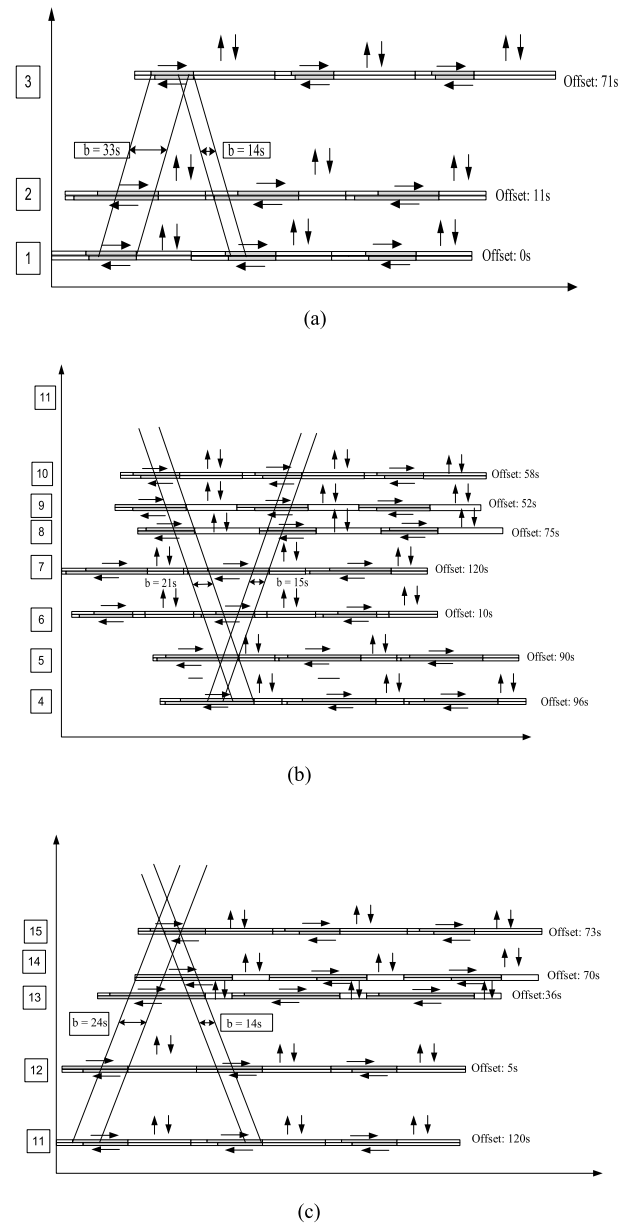 3
Offset: 71s
b = 33s
b = 14s
2
Offset: 11s
1
Offset: 0s
(a)
11
10
Offset: 58s
9
Offset: 52s
8
Offset: 75s
7
Offset: 120s
b = 21s
b = 15s
6
Offset: 10s
5
Offset: 90s
4
Offset: 96s
(b)
15
Offset: 73s
14
Offset: 70s
13
Offset:36s
b = 24s
b = 14s
12
Offset: 5s
11
Offset: 120s
(c)